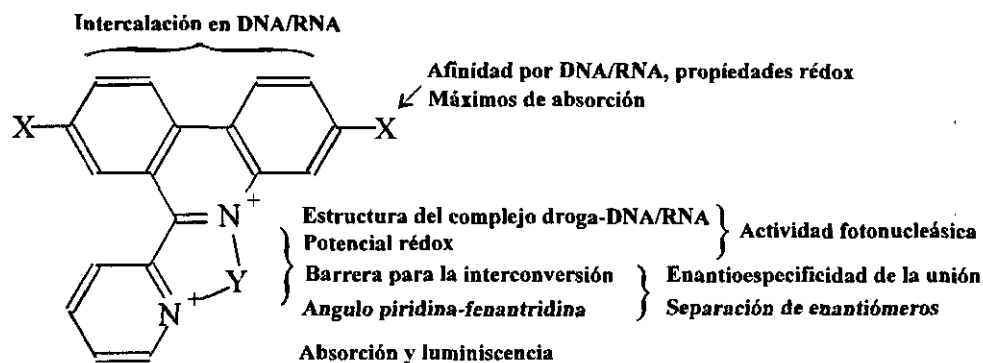 Intercalación en DNA/RNA
Afinidad por DNA/RNA, propiedades rédox
Máximos de absorción
X
X
N+
Estructura del complejo droga-DNA/RNA
Actividad fotonucleásica
Potencial rédox
Y
Barrera para la interconversión
Enantioespecificidad de la unión
N+
Angulo piridina-fenantridina
Separación de enantiómeros
Absorción y luminiscencia